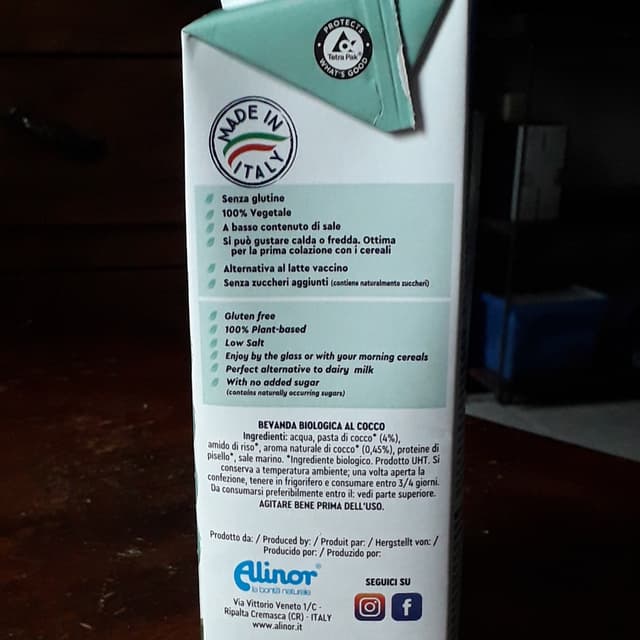 PROTECTS
Tetra Pak®
WHAT'S GOOD
MADE IN
ITALY
Senza glutine
100% Vegetale
A basso contenuto di sale
Si può gustare calda o fredda. Ottima
per la prima colazione con i cereali
Alternativa al latte vaccino
Senza zuccheri aggiunti (contiene naturalmente zuccheri)
Gluten free
100% Plant-based
Low Salt
Enjoy by the glass or with your morning cereals
Perfect alternative to dairy milk
With no added sugar
(contains naturally occurring sugars)
BEVANDA BIOLOGICA AL COCCO
Ingredienti: acqua, pasta di cocco* (4%),
amido di riso*, aroma naturale di cocco* (0,45%), proteine di
pisello*, sale marino. *Ingrediente biologico. Prodotto UHT. Si
conserva a temperatura ambiente; una volta aperta la
confezione, tenere in frigorifero e consumare entro 3/4 giorni.
Da consumarsi preferibilmente entro il: vedi parte superiore.
AGITARE BENE PRIMA DELL'USO.
Prodotto da: / Produced by: / Produit par: / Hergstellt von: /
Producido por: / Produzido por:
Alinor®
la bontà naturale
Via Vittorio Veneto 1/C -
Ripalta Cremasca (CR) - ITALY
www.alinor.it
SEGUICI SU